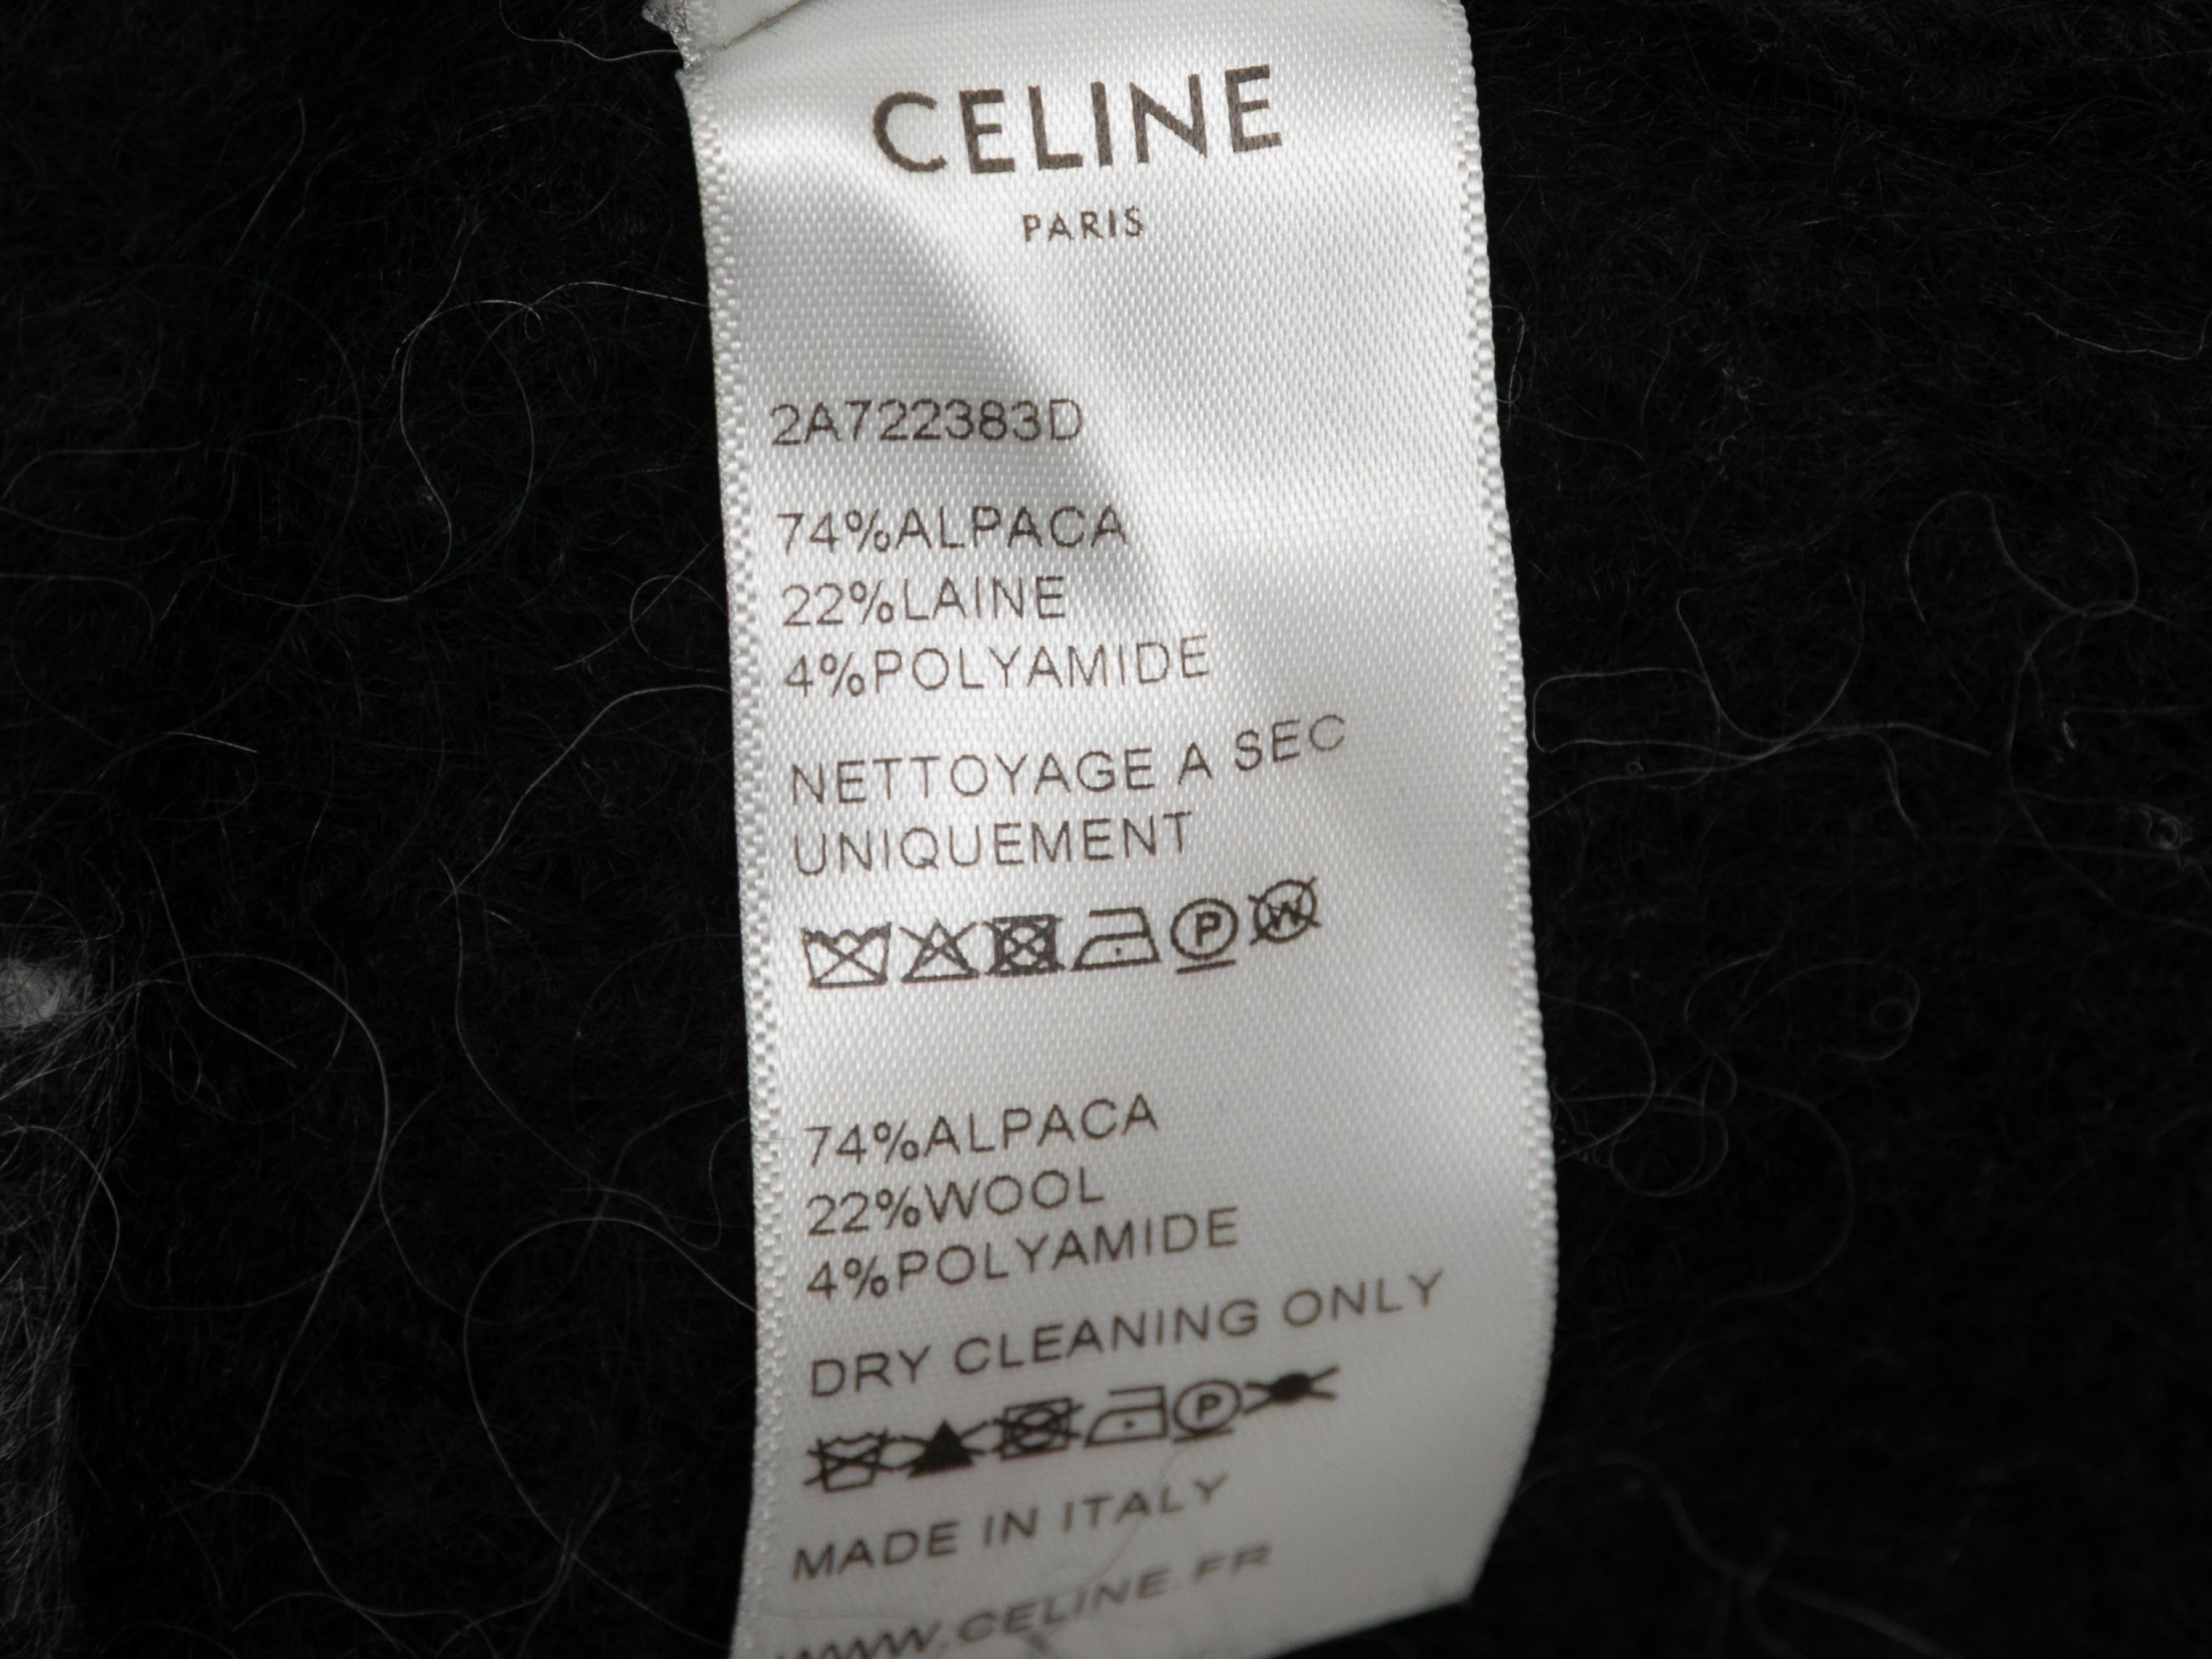 CELINE
PARIS
2A722383D
74%ALPACA
22%LAINE
4%POLYAMIDE
NETTOYAGE A SEC
UNIQUEMENT
P W
74%ALPACA
22%WOOL
4%POLYAMIDE
DRY CLEANING ONLY
P
MADE IN ITALY
WWW.CELINE.FR